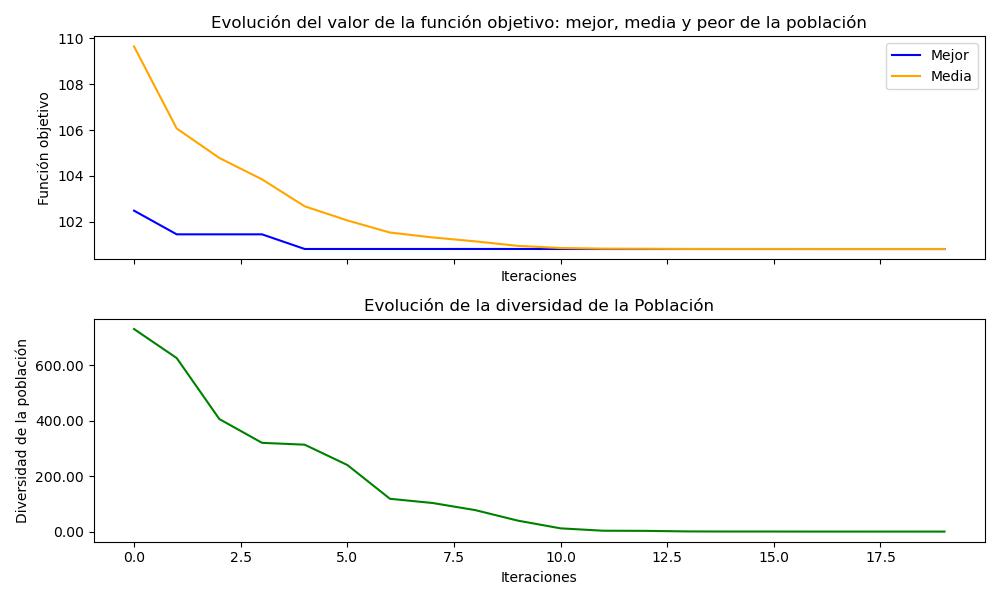 Evolución del valor de la función objetivo: mejor, media y peor de la población
110
108
106
104
102
Función objetivo
Mejor
Media
Iteraciones
Evolución de la diversidad de la Población
600.00
400.00
200.00
0.00
Diversidad de la población
0.0 2.5 5.0 7.5 10.0 12.5 15.0 17.5
Iteraciones